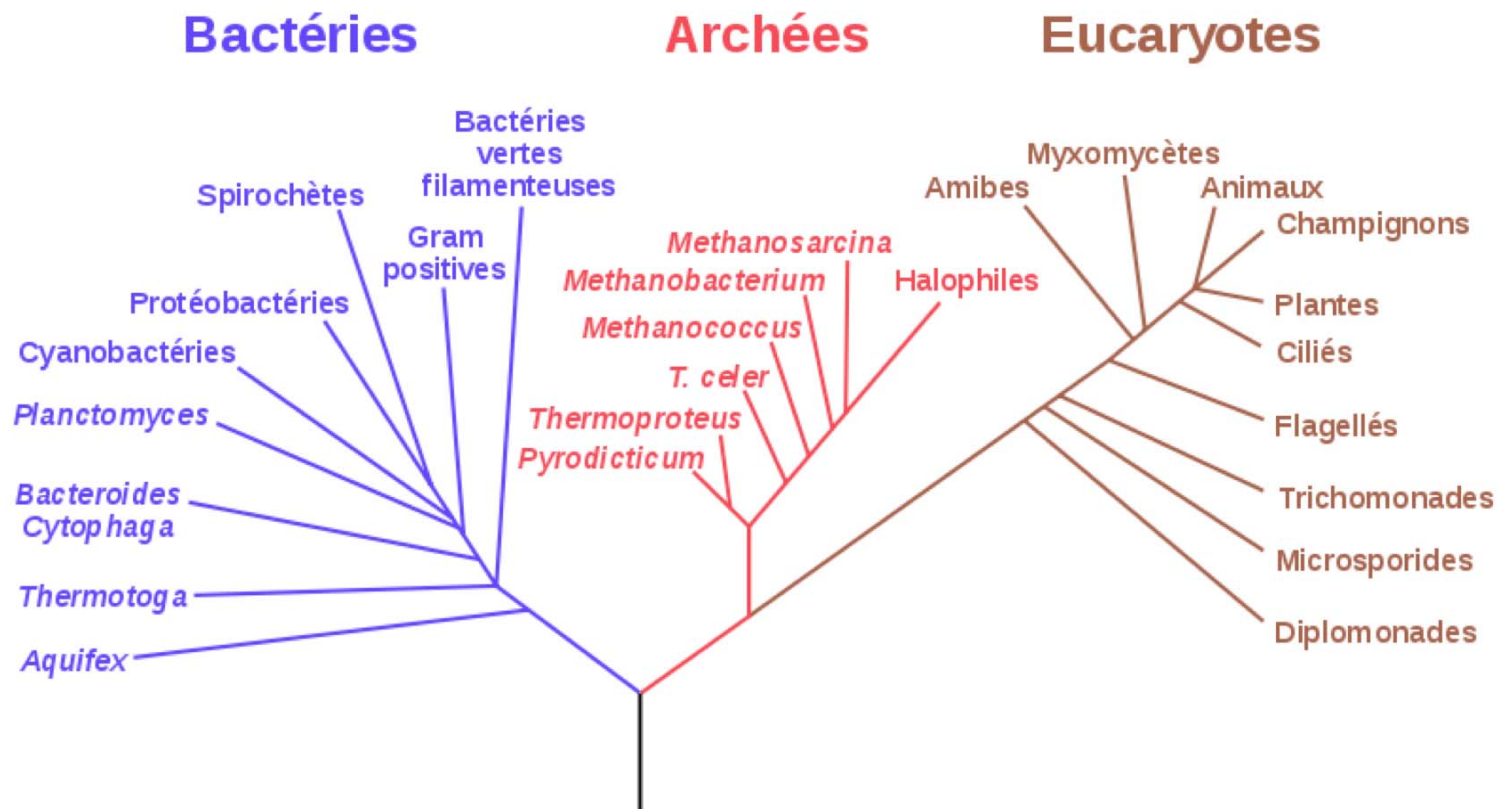 Bactéries
Archées
Eucaryotes
Bactéries
vertes
filamenteuses
Spirochètes
Gram
positives
Protéobactéries
Cyanobactéries
Planctomyces
Bacteroides
Cytophaga
Thermotoga
Aquifex
Methanosarcina
Methanobacterium
Halophiles
Methanococcus
T. celer
Thermoproteus
Pyrodicticum
Myxomycètes
Amibes
Animaux
Champignons
Plantes
Ciliés
Flagellés
Trichomonades
Microsporides
Diplomonades